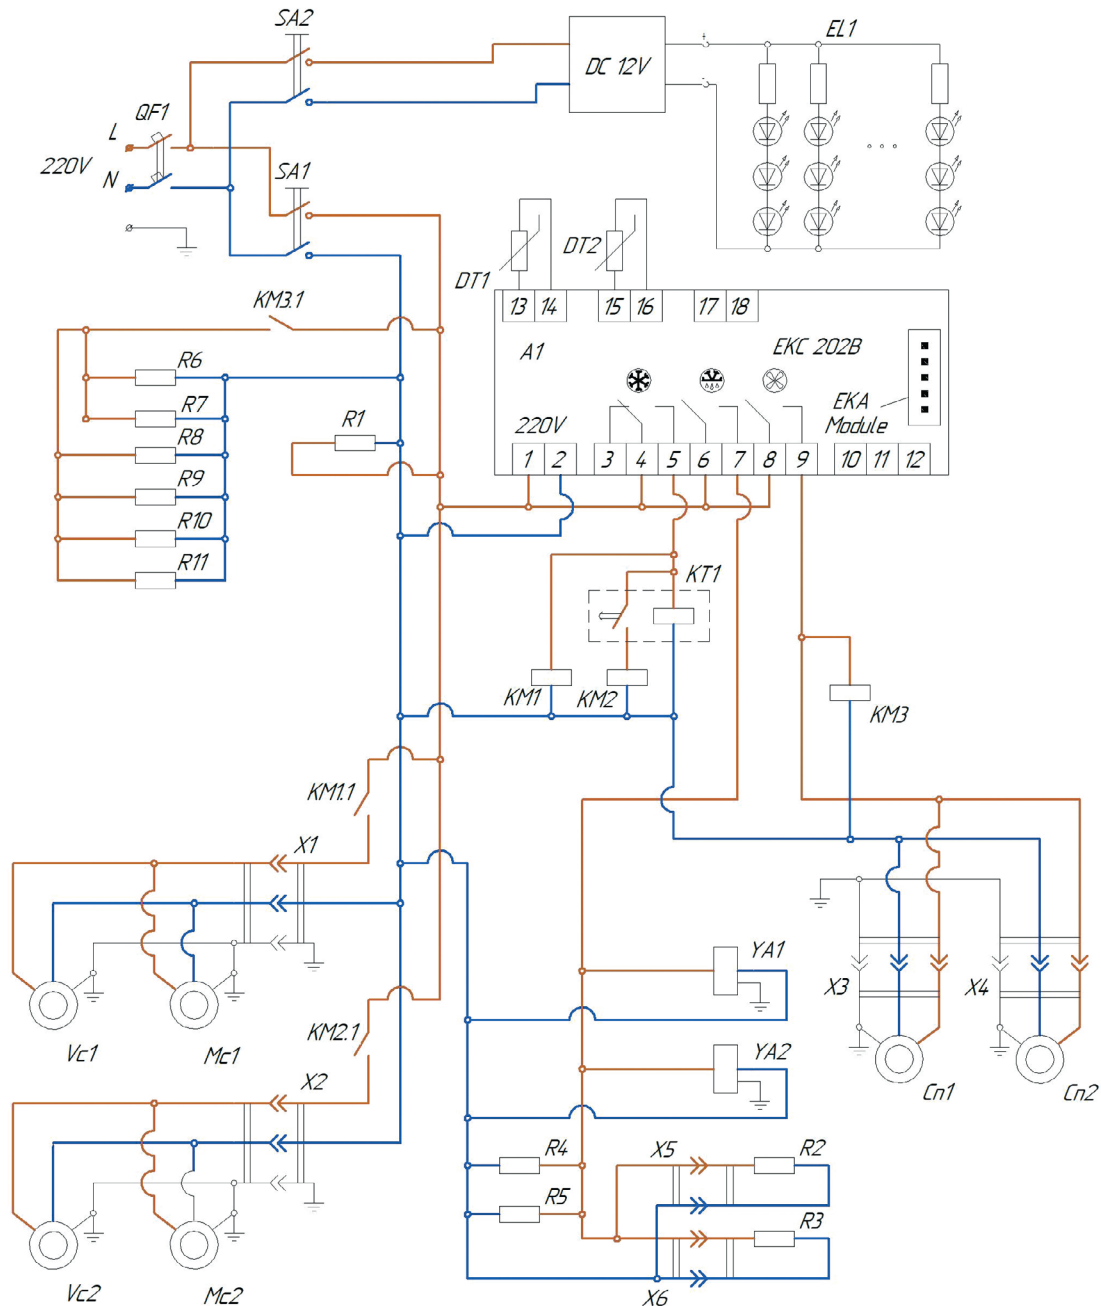 SA2
EL1
DC 12V
+
-
QF1
L
220V
N
SA1
DT1
DT2
13
14
15
16
17
18
KM3.1
A1
EKC 202B
R6
R7
R1
220V
EKA
Module
R8
1
2
3
4
5
6
7
8
9
10
11
12
R9
R10
R11
KT1
KM1
KM2
KM3
KM1.1
X1
YA1
X3
X4
Vc1
Mc1
KM2.1
YA2
X2
Cn1
Cn2
R4
X5
R2
R5
R3
Vc2
Mc2
X6